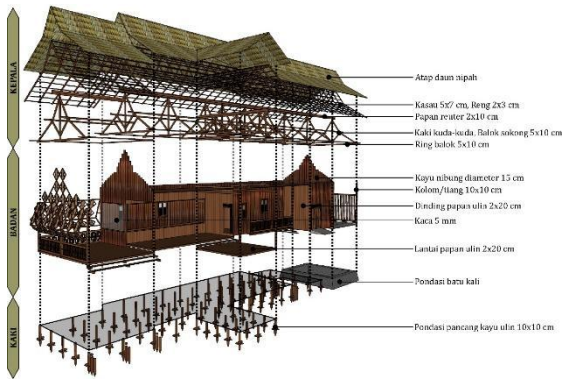 KEPALA
BADAN
KAKI
Atap daun nipah
Kasau 5x7 cm, Reng 2x3 cm
Papan reuter 2x10 cm
Kaki kuda-kuda, Balok sokong 5x10 cm
Ring balok 5x10 cm
Kayu nibung diameter 15 cm
Kolom/tiang 10x10 cm
Dinding papan ulin 2x20 cm
Kaca 5 mm
Lantai papan ulin 2x20 cm
Pondasi batu kali
Pondasi pancang kayu ulin 10x10 cm